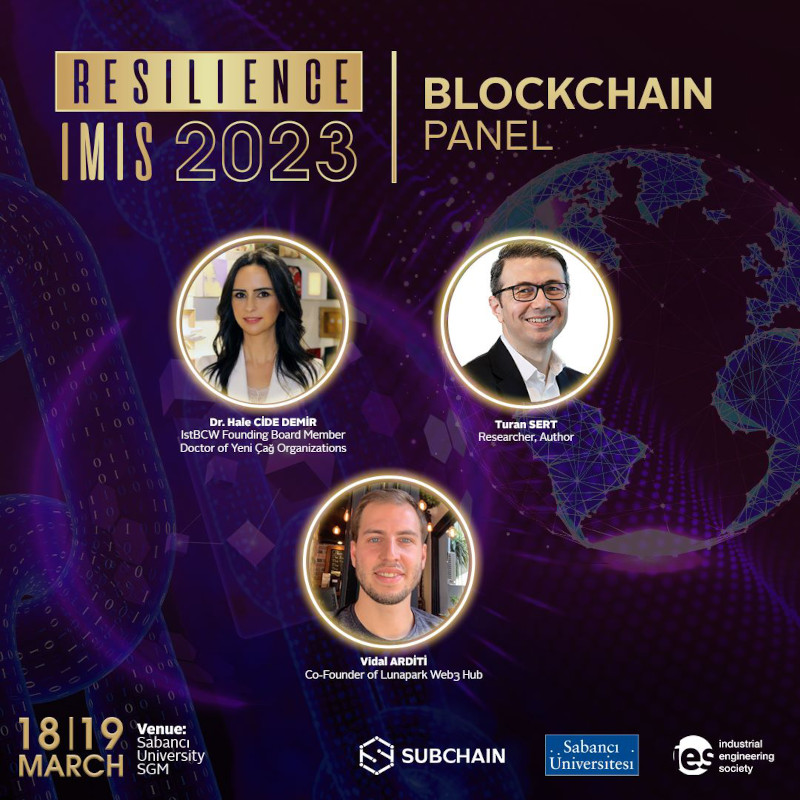 RESILIENCE
IMIS 2023
BLOCKCHAIN
PANEL
Dr. Hale CİDE DEMİR
IstBCW Founding Board Member
Doctor of Yeni Çağ Organizations
Turan SERT
Researcher, Author
Vidal ARDİTİ
Co-Founder of Lunapark Web3 Hub
18|19
MARCH
Venue:
Sabancı
University
SGM
SUBCHAIN
Sabancı
Üniversitesi
ies
industrial
engineering
society